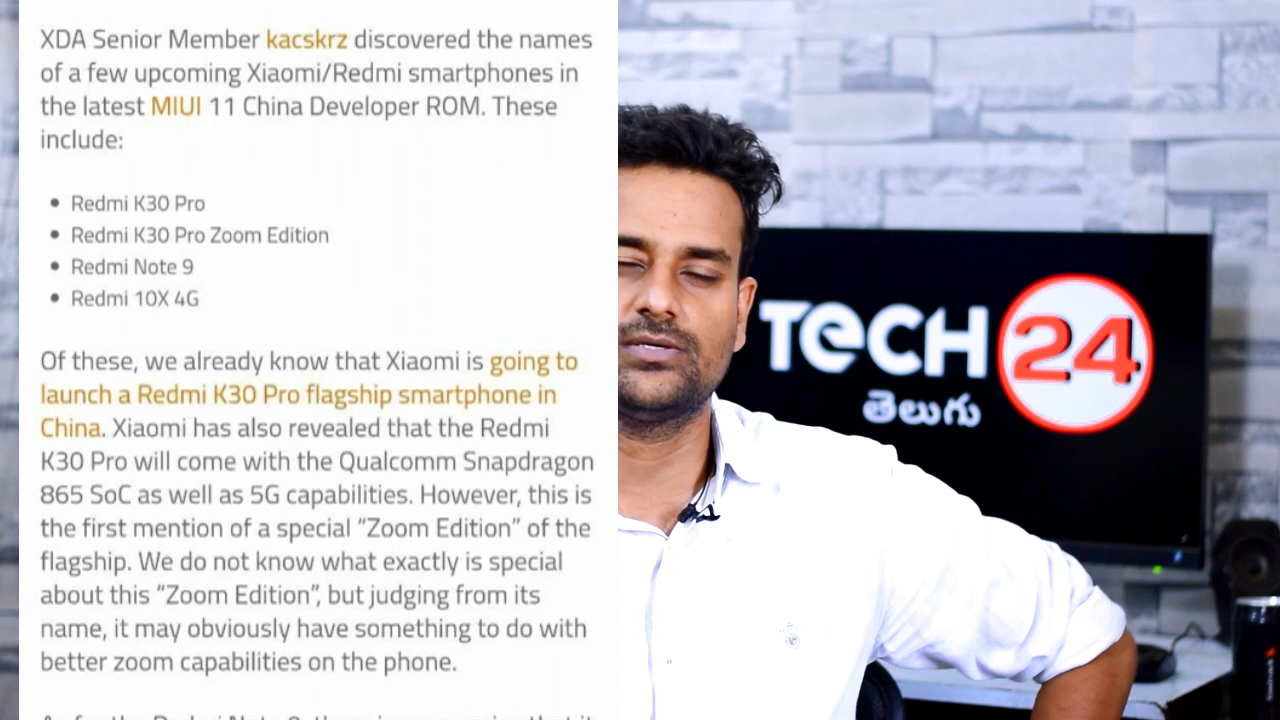 XDA Senior Member kacskrz discovered the names
of a few upcoming Xiaomi/Redmi smartphones in
the latest MIUI 11 China Developer ROM. These
include:
• Redmi K30 Pro
• Redmi K30 Pro Zoom Edition
• Redmi Note 9
• Redmi 10X 4G
Of these, we already know that Xiaomi is going to
launch a Redmi K30 Pro flagship smartphone in
China. Xiaomi has also revealed that the Redmi
K30 Pro will come with the Qualcomm Snapdragon
865 SoC as well as 5G capabilities. However, this is
the first mention of a special “Zoom Edition” of the
flagship. We do not know what exactly is special
about this “Zoom Edition”, but judging from its
name, it may obviously have something to do with
better zoom capabilities on the phone.
TECH 24
తెలుగు